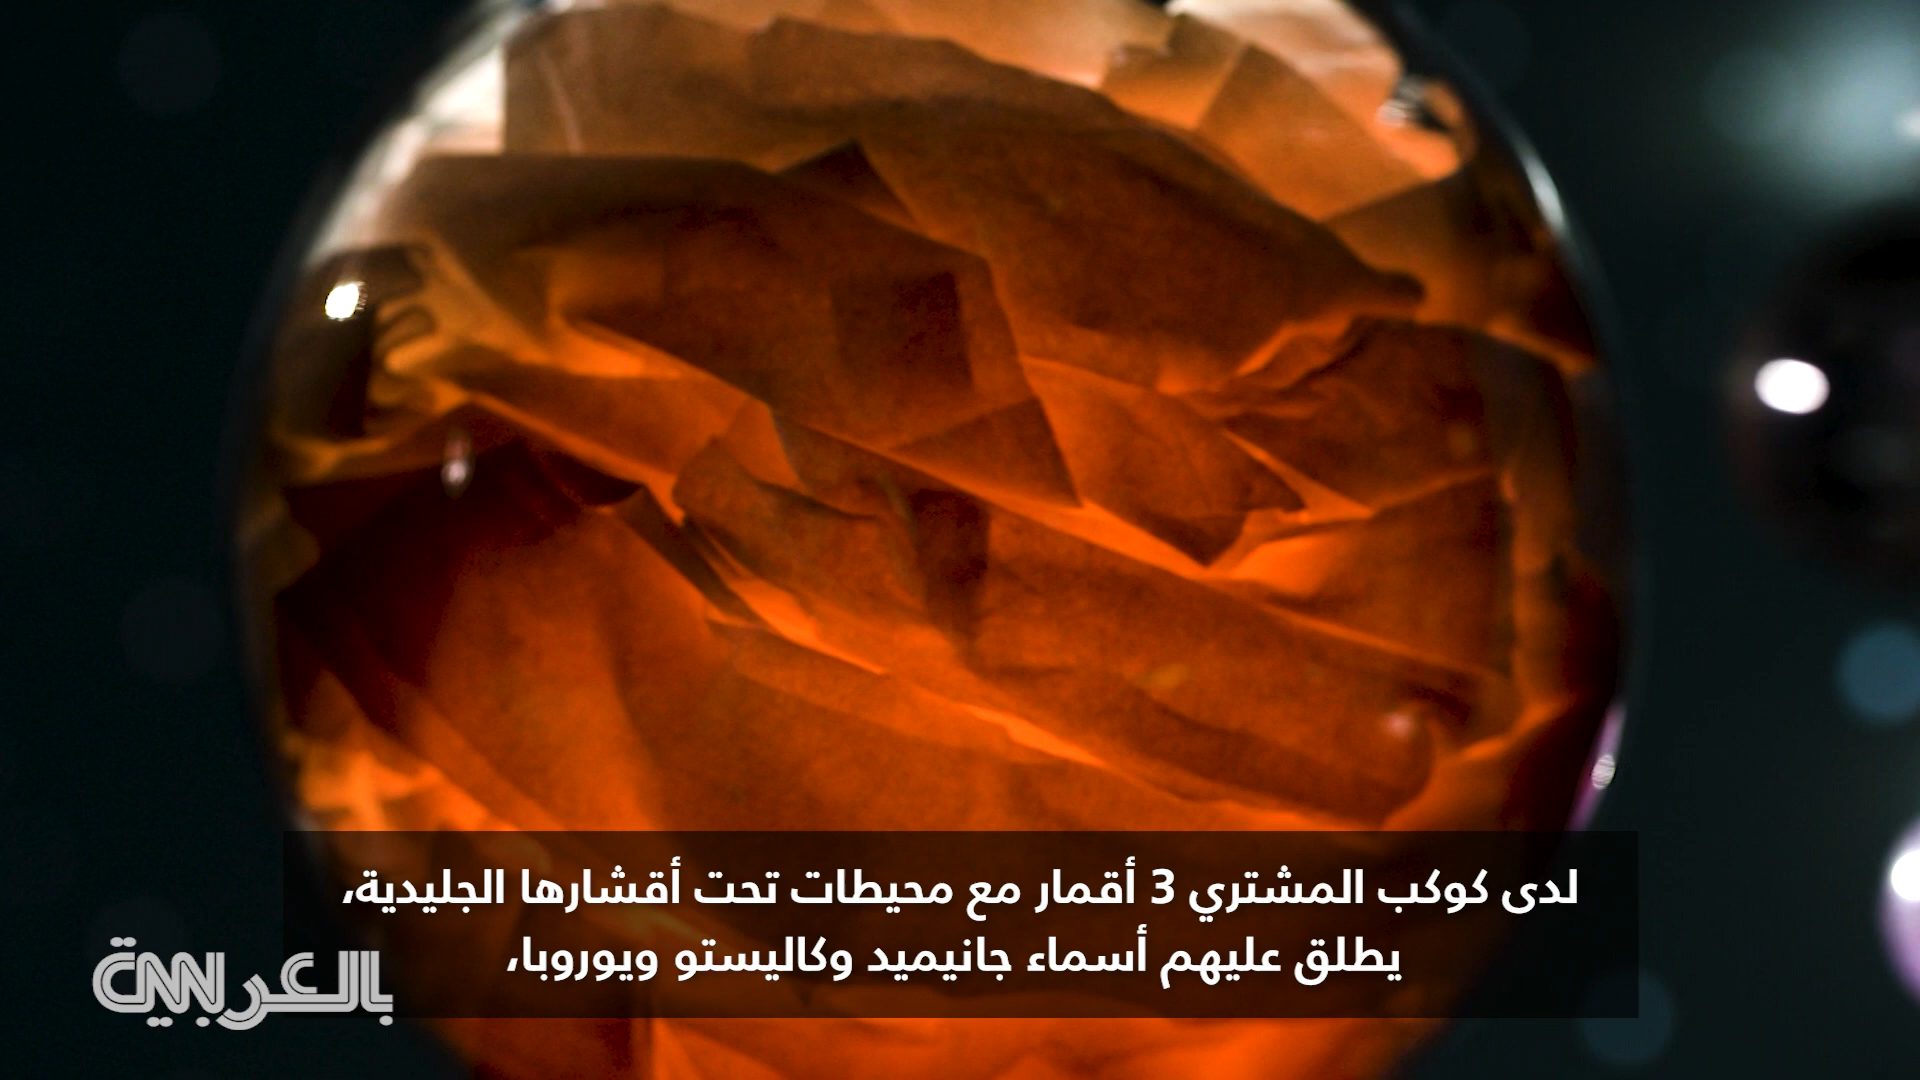 لدى كوكب المشتري 3 أقمار مع محيطات تحت أقشارها الجليدية،
يطلق عليهم أسماء جانيميد وكاليستو ويوروبا،
CNN بالعربية